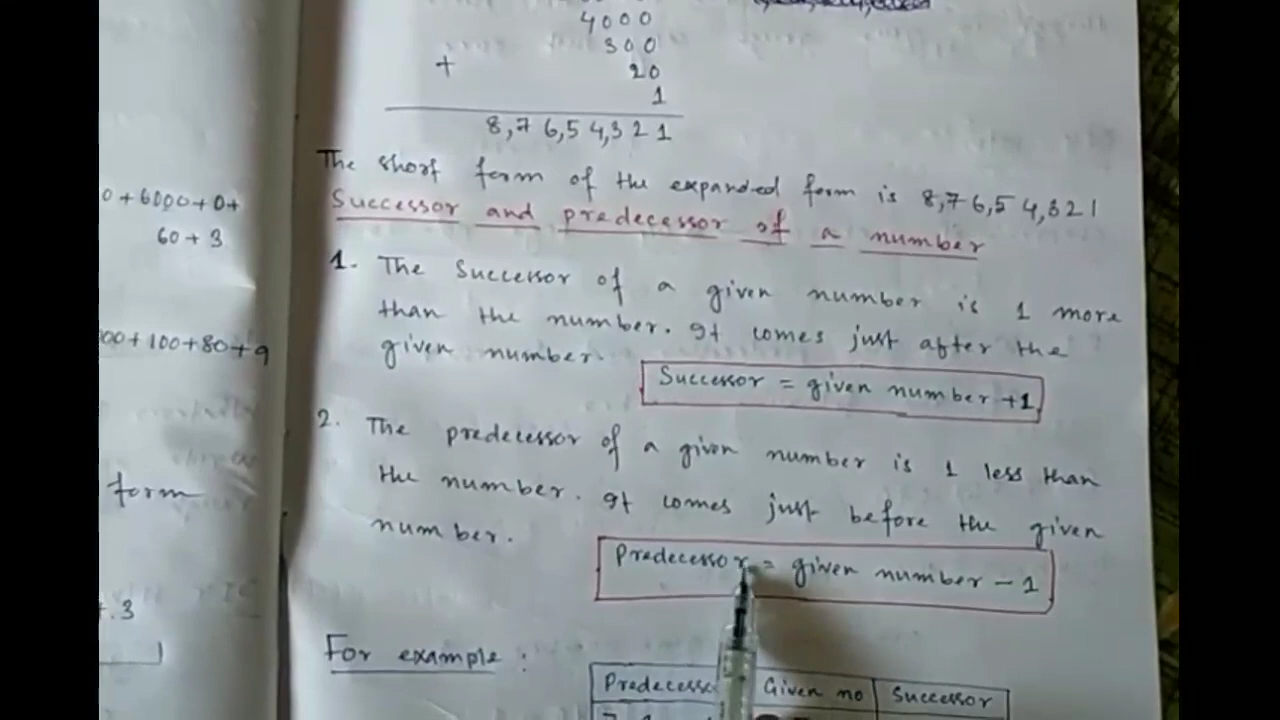 4000
300
+ 20
1
8,76,54,321
The short form of the expanded form is 8,76,54,321
Successor and predecessor of a number
1. The Successor of a given number is 1 more
than the number. It comes just after the
given number.
Successor = given number +1
2. The predecessor of a given number is 1 less than
the number. It comes just before the given
number.
Predecessor = given number - 1
For example :
Given no Successor
0 + 6000 + 0 +
60 + 3
00 + 100 + 80 + 9
form